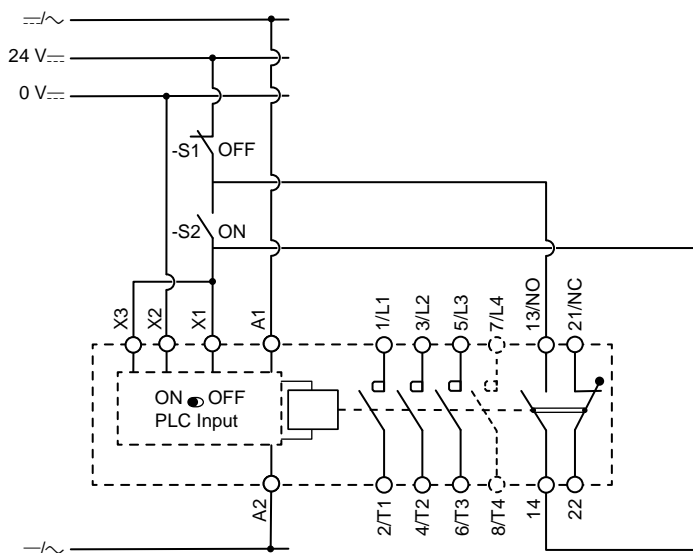 24 V
0 V
-S1 OFF
-S2 ON
X3
X2
X1
A1
1/L1
3/L2
5/L3
7/L4
13/NO
21/NC
ON OFF
PLC Input
A2
2/T1
4/T2
6/T3
8/T4
14
22